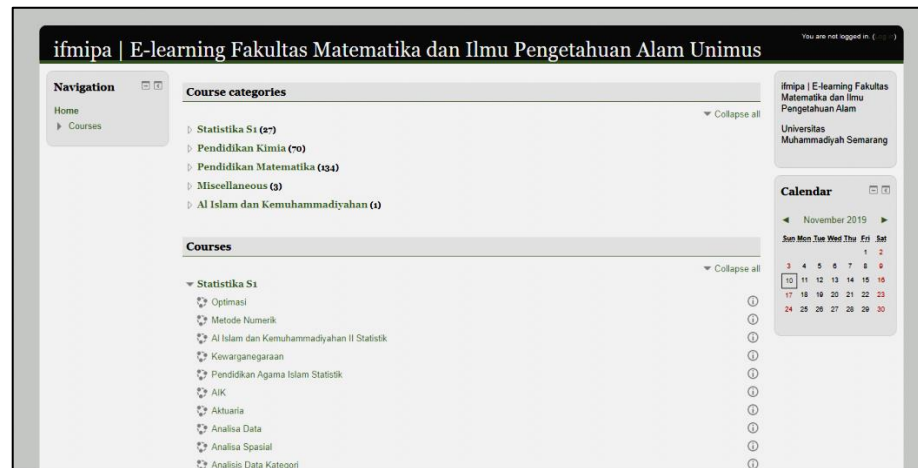 ifmipa | E-learning Fakultas Matematika dan Ilmu Pengetahuan Alam Unimus
You are not logged in. (
Navigation
Home
Courses
Course categories
Collapse all
Statistika S1 (27)
Pendidikan Kimia (70)
Pendidikan Matematika (134)
Miscellaneous (3)
Al Islam dan Kemuhammadiyahan (1)
Courses
Collapse all
Statistika S1
Optimasi
Metode Numerik
Al Islam dan Kemuhammadiyahan II Statistik
Kewarganegaraan
Pendidikan Agama Islam Statistik
AIK
Aktuaria
Analisa Data
Analisa Spasial
Analisis Data Kategori
ifmipa | E-learning Fakultas
Matematika dan Ilmu
Pengetahuan Alam
Universitas
Muhammadiyah Semarang
Calendar
November 2019
Sun Mon Tue Wed Thu Fri Sat
1 2
3 4 5 6 7 8 9
10 11 12 13 14 15 16
17 18 19 20 21 22 23
24 25 26 27 28 29 30